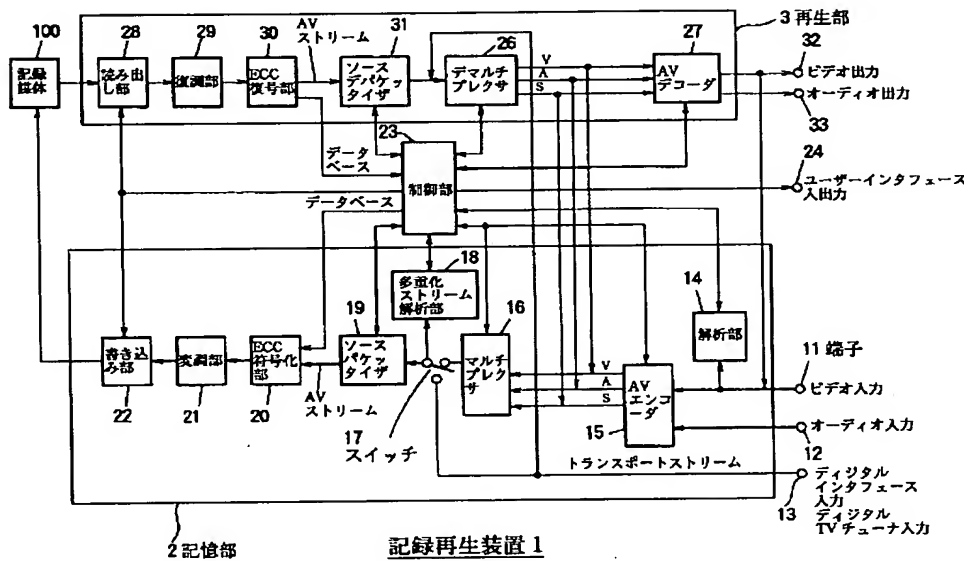 3 再生部
100
28
29
30
AV
ストリーム
31
26
27
32
記録
媒体
読み出
し部
復調部
ECC
復号部
ソース
デパケッ
タイザ
デマルチ
プレクサ
V
A
S
AV
デコーダ
ビデオ出力
オーディオ出力
33
23
データ
ベース
制御部
24
ユーザーインタフェース
入出力
データベース
18
多重化
ストリーム
解析部
14
解析部
19
16
11 端子
書き込
み部
変調部
ECC
符号化
部
ソース
パケッ
タイザ
マルチ
プレク
サ
V
A
S
AV
エンコ
ーダ
15
ビデオ入力
22
21
20
AV
ストリーム
17
スイッチ
オーディオ入力
12
トランスポートストリーム
13
ディジタル
インタフェース
入力
ディジタル
TVチューナ入力
2 記憶部
記録再生装置1